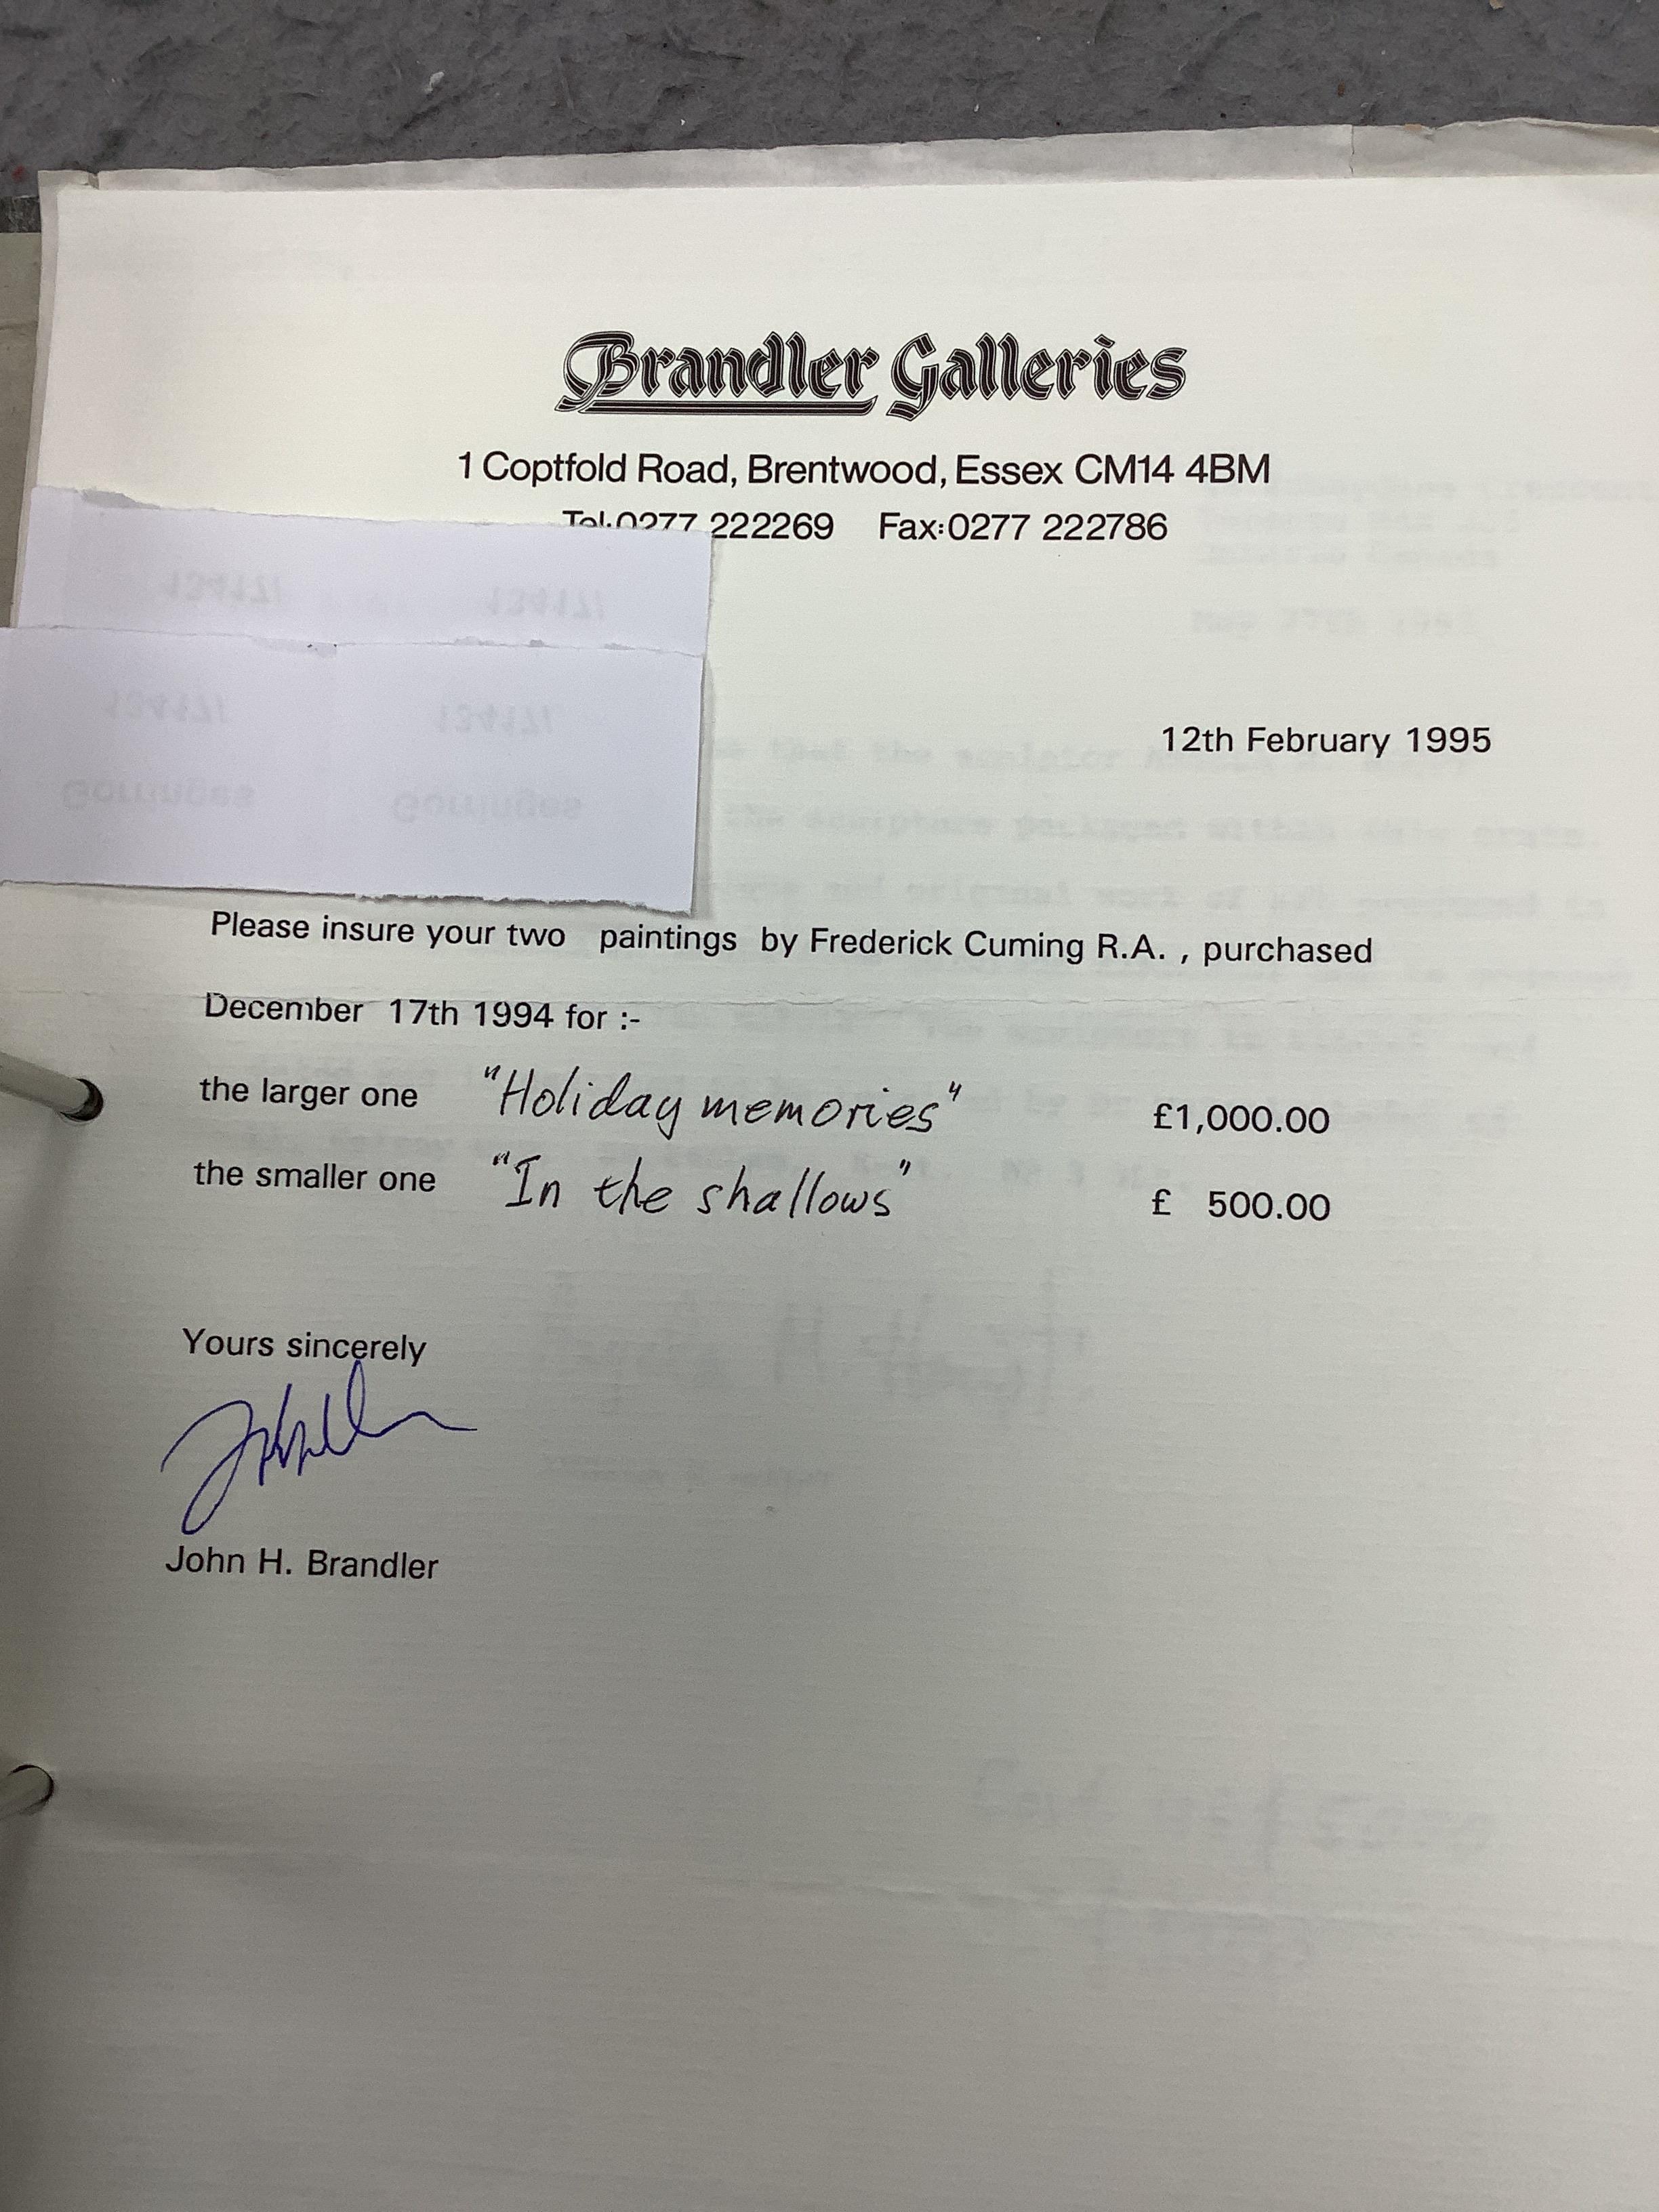 Brandler Galleries
1 Coptfold Road, Brentwood, Essex CM14 4BM
Tel:0277 222269 Fax:0277 222786
12th February 1995
Please insure your two paintings by Frederick Cuming R.A. , purchased
December 17th 1994 for :-
the larger one "Holiday memories" £1,000.00
the smaller one "In the shallows" £ 500.00
Yours sincerely
John H. Brandler